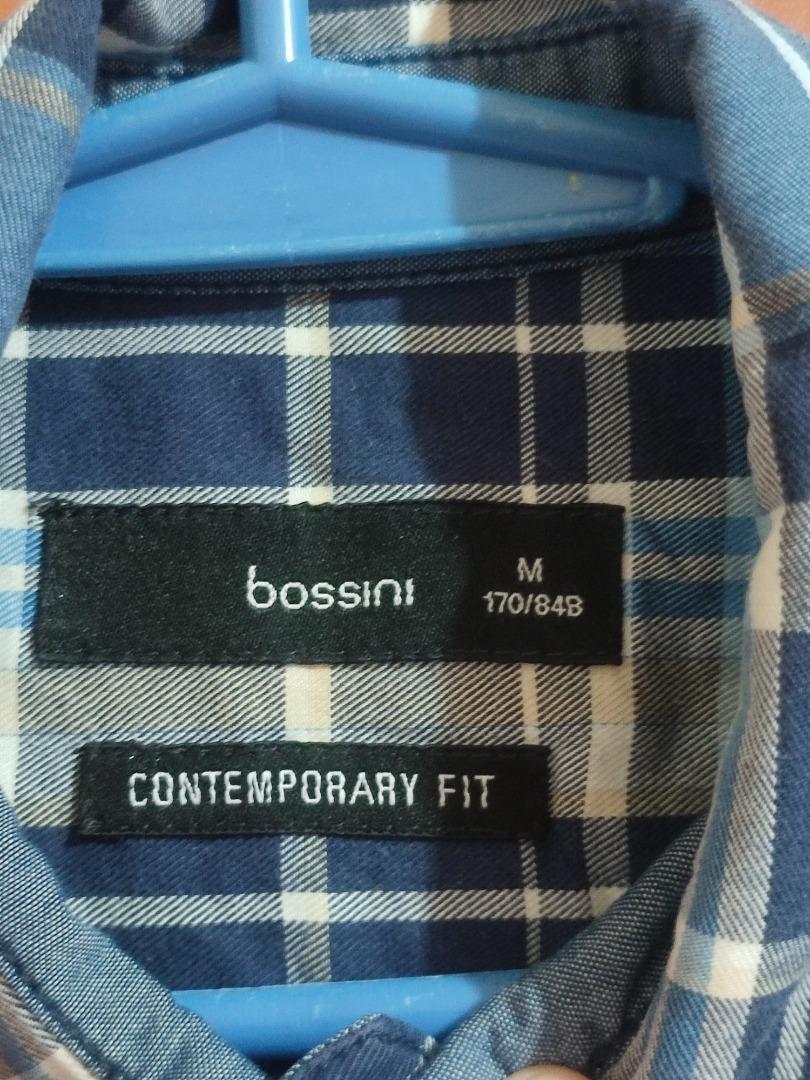 bossini
M
170/84B
CONTEMPORARY FIT